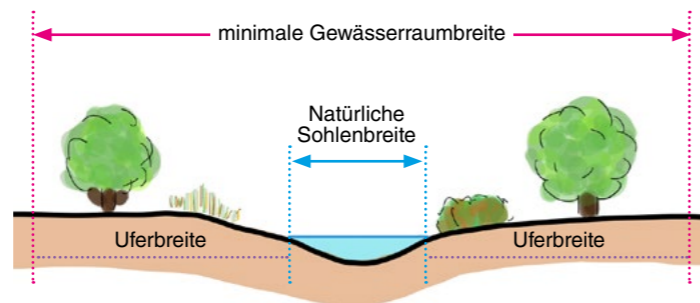 minimale Gewässerraumbreite
Natürliche
Sohlenbreite
Uferbreite
Uferbreite